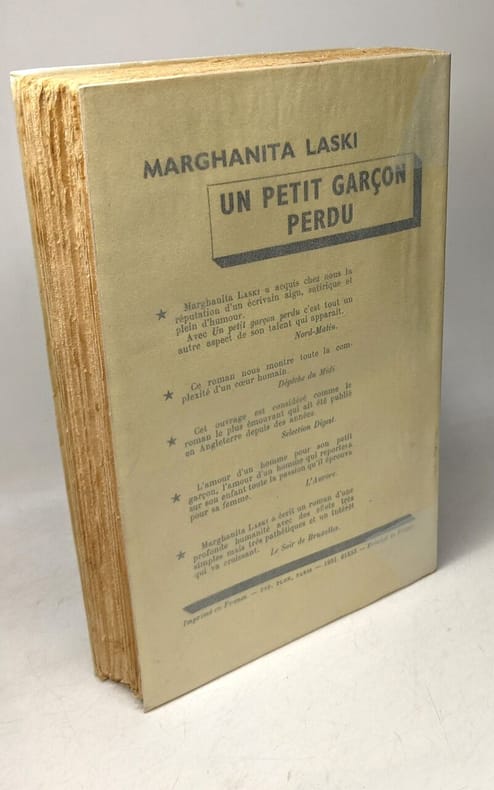 MARGHANITA LASKI
UN PETIT GARÇON
PERDU
★ Marghanita LASKI a acquis chez nous la
réputation d'un écrivain aigu, satirique et
plein d'humour.
Avec Un petit garçon perdu c'est tout un
autre aspect de son talent qui apparaît.
Nord-Matin.
★ Ce roman nous montre toute la com-
plexité d'un cœur humain.
Dépêche du Midi.
★ Cet ouvrage est considéré comme le
roman le plus émouvant qui ait été publié
en Angleterre depuis des années.
Sélection Digest.
★ L'amour d'un homme pour son petit
garçon, l'amour d'un homme qui reportera
sur son enfant toute la passion qu'il éprouva
pour sa femme.
L'Aurore.
★ Marghanita LASKI a écrit un roman d'une
profonde humanité avec des effets très
simples mais très pathétiques et un intérêt
qui va croissant.
Le Soir de Bruxelles.
Imprimé en France — TYP. PLON, PARIS — 1951.